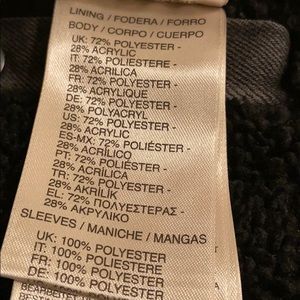 LINING / FODERA / FORRO
BODY / CORPO / CUERPO
UK: 72% POLYESTER -
28% ACRYLIC
IT: 72% POLIESTERE -
28% ACRILICA
FR: 72% POLYESTER -
28% ACRYLIQUE
DE: 72% POLYESTER -
28% POLYACRYL
US: 72% POLYESTER -
28% ACRYLIC
ES-MX: 72% POLIÉSTER -
28% ACRÍLICO
PT: 72% POLIÉSTER -
28% ACRÍLICA
TR: 72% POLYESTER -
28% AKRİLİK
EL: 72% ΠΟΛΥΕΣΤΕΡΑΣ -
28% ΑΚΡΥΛΙΚΟ
SLEEVES / MANICHE / MANGAS
UK: 100% POLYESTER
IT: 100% POLIESTERE
FR: 100% POLYESTER
DE: 100% POLYESTER